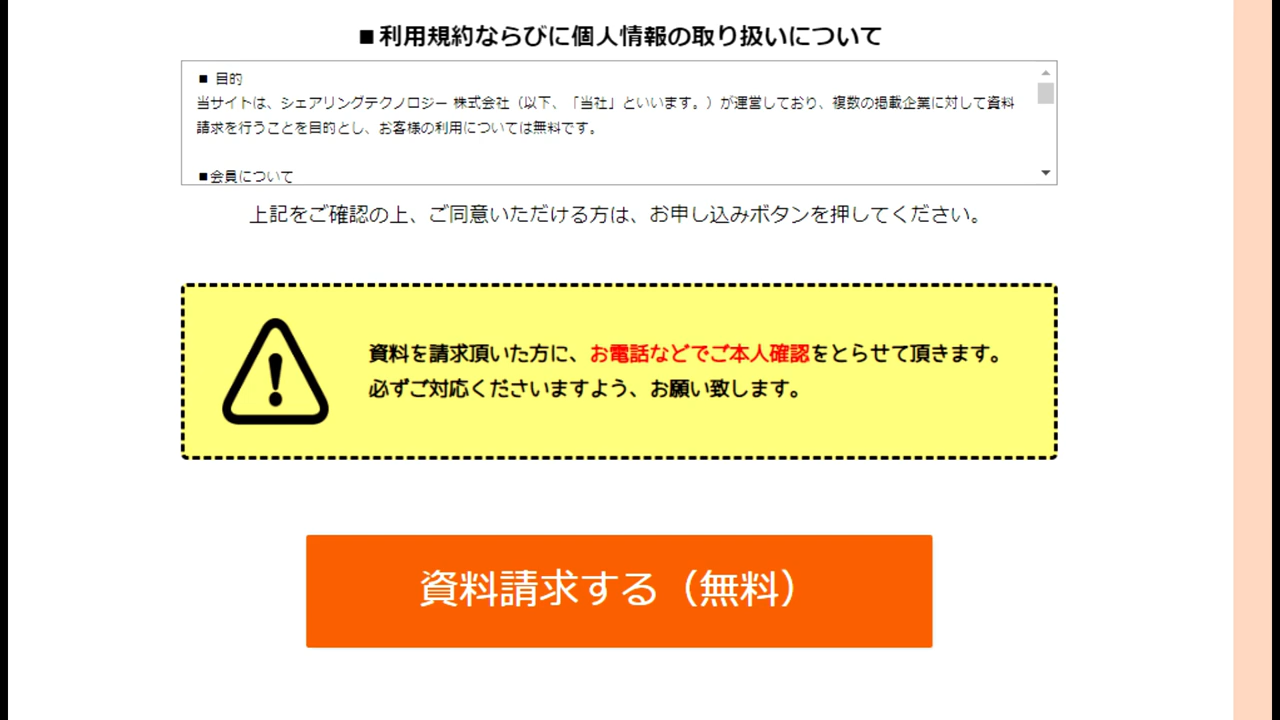 ■利用規約ならびに個人情報の取り扱いについて
■ 目的
当サイトは、シェアリングテクノロジー 株式会社（以下、「当社」といいます。）が運営しており、複数の掲載企業に対して資料
請求を行うことを目的とし、お客様の利用については無料です。
■会員について
上記をご確認の上、ご同意いただける方は、お申し込みボタンを押してください。
資料を請求頂いた方に、お電話などでご本人確認をとらせて頂きます。
必ずご対応くださいますよう、お願い致します。
資料請求する（無料）